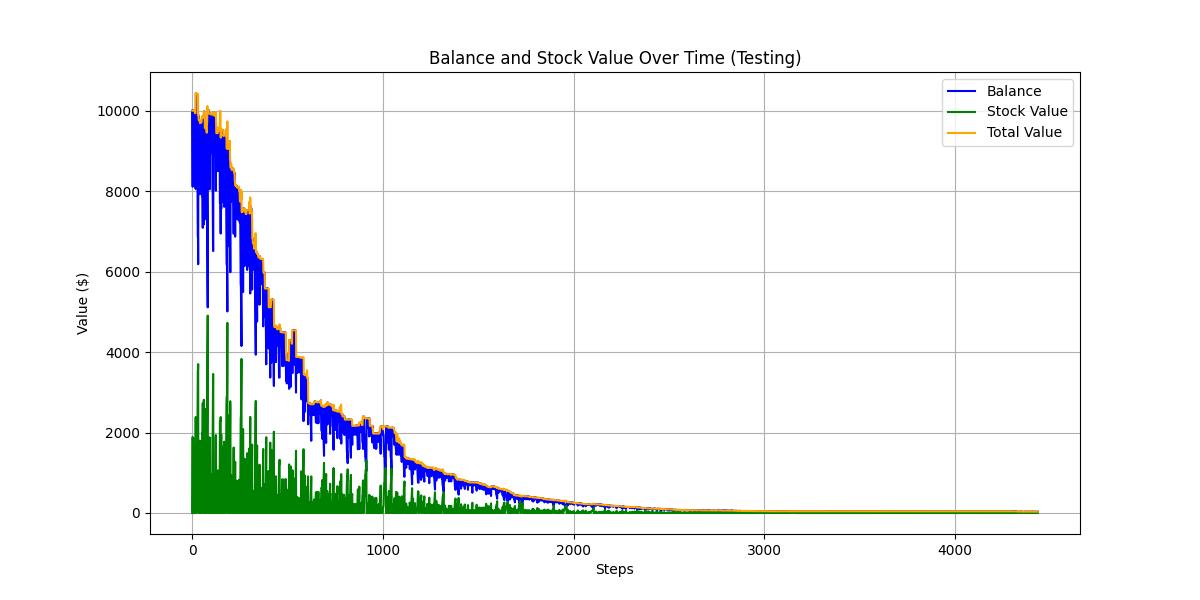 Balance and Stock Value Over Time (Testing)
Balance
Stock Value
Total Value
10000
8000
6000
4000
2000
0
Value ($)
0 1000 2000 3000 4000
Steps